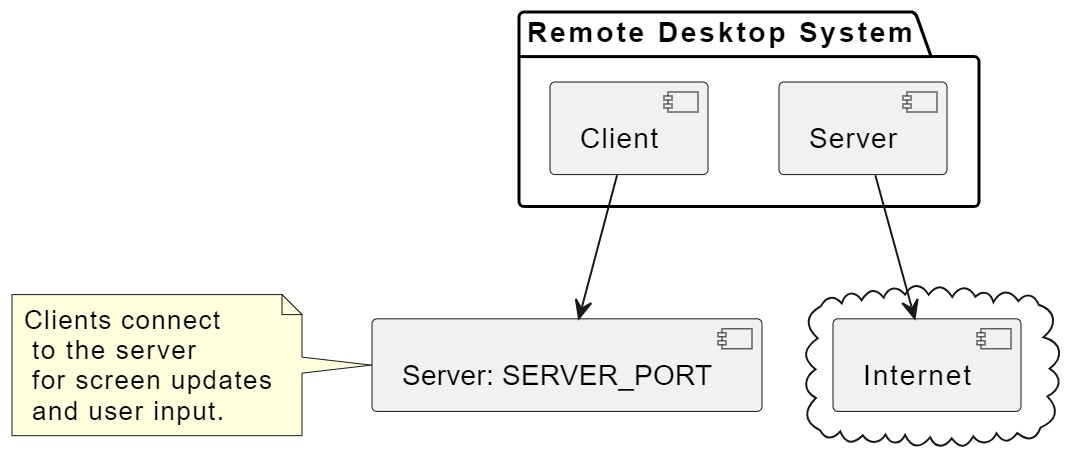 Remote Desktop System
Client
Server
Clients connect
to the server
for screen updates
and user input.
Server: SERVER_PORT
Internet